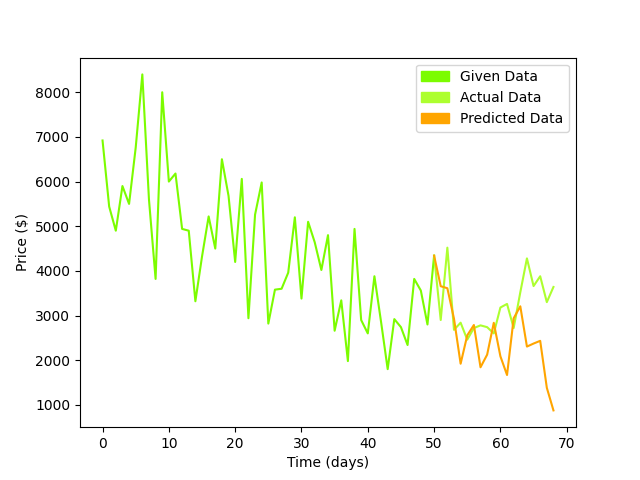 Given Data
Actual Data
Predicted Data
8000
7000
6000
5000
4000
3000
2000
1000
Price ($)
0 10 20 30 40 50 60 70
Time (days)